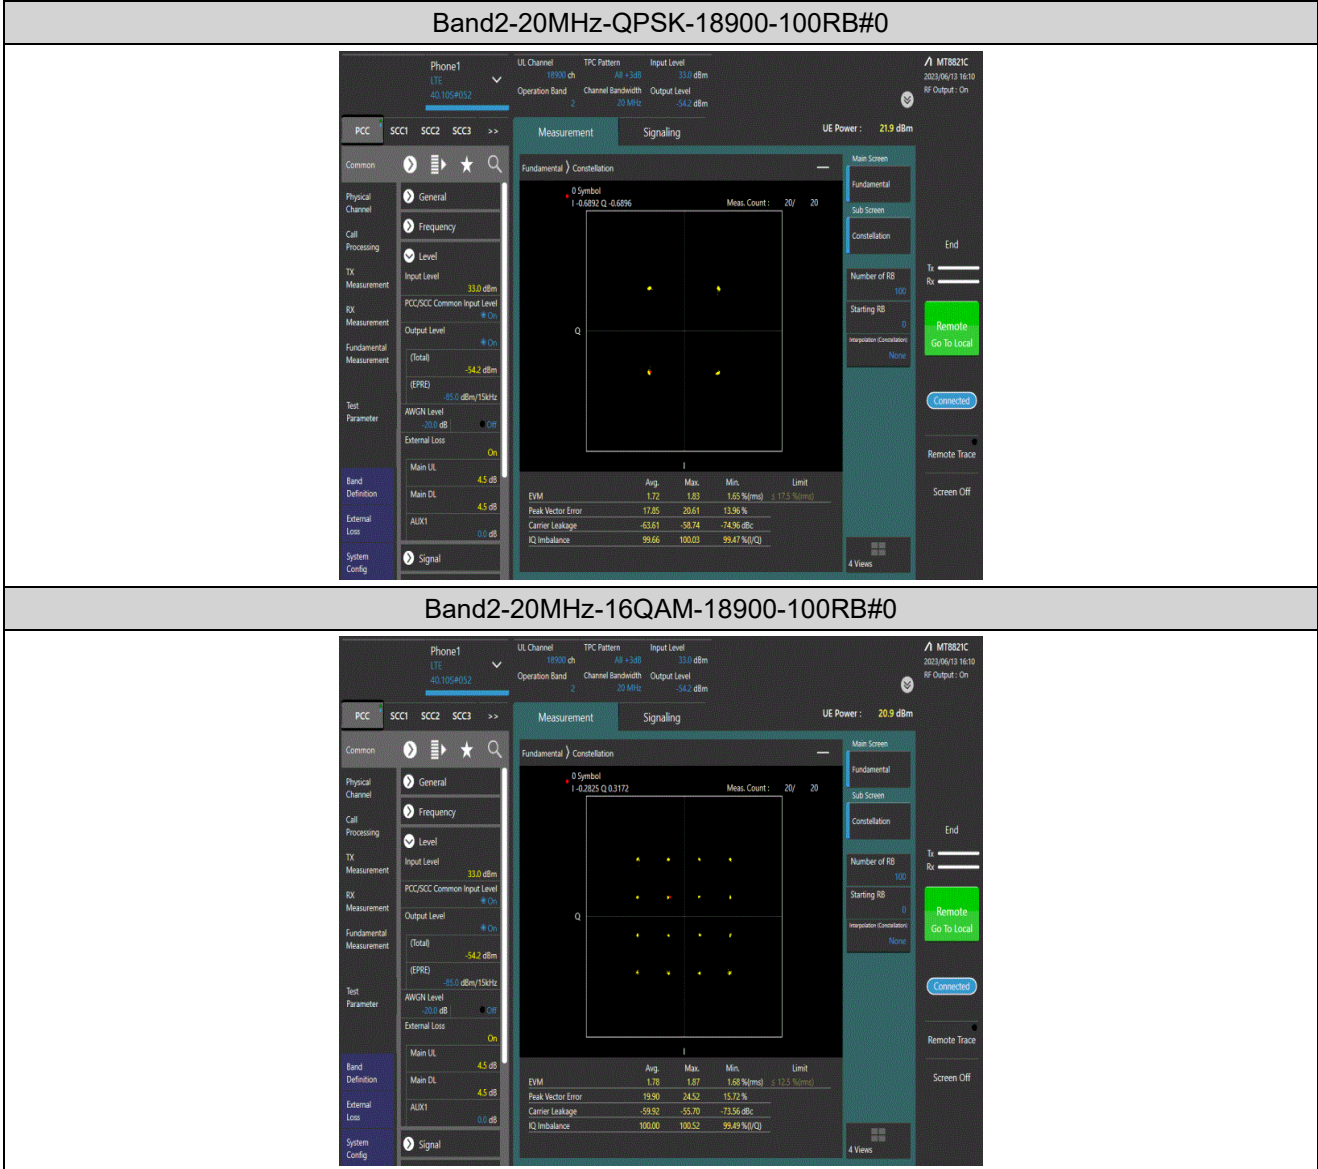 Band2-20MHz-QPSK-18900-100RB#0
Phone1
LTE
40.105#052
UL Channel TPC Pattern Input Level
18900 ch All +3dB 33.0 dBm
Operation Band Channel Bandwidth Output Level
2 20 MHz -54.2 dBm
MT8821C
2023/06/13 16:10
RF Output : On
PCC SCC1 SCC2 SCC3 >>
Measurement Signaling
UE Power : 21.9 dBm
Common
Physical Channel
Call Processing
TX Measurement
RX Measurement
Fundamental Measurement
Test Parameter
Band Definition
External Loss
System Config
General
Frequency
Level
Input Level
33.0 dBm
PCC/SCC Common Input Level
On
Output Level
On
(Total)
-54.2 dBm
(EPRE)
-85.0 dBm/15kHz
AWGN Level
-20.0 dB Off
External Loss
On
Main UL
4.5 dB
Main DL
4.5 dB
AUX1
0.0 dB
Signal
Fundamental 〉 Constellation
0 Symbol
I -0.6892 Q -0.6896 Meas. Count : 20/ 20
Q
I
Avg. Max. Min. Limit
EVM 1.72 1.83 1.65 %(rms) ≤ 17.5 %(rms)
Peak Vector Error 17.85 20.61 13.96 %
Carrier Leakage -63.61 -58.74 -74.96 dBc
IQ Imbalance 99.66 100.03 99.47 %(I/Q)
Main Screen
Fundamental
Sub Screen
Constellation
Number of RB
100
Starting RB
0
Interpolation (Constellation)
None
4 Views
End
Tx
Rx
Remote
Go To Local
Connected
Remote Trace
Screen Off
Band2-20MHz-16QAM-18900-100RB#0
Phone1
LTE
40.105#052
UL Channel TPC Pattern Input Level
18900 ch All +3dB 33.0 dBm
Operation Band Channel Bandwidth Output Level
2 20 MHz -54.2 dBm
MT8821C
2023/06/13 16:10
RF Output : On
PCC SCC1 SCC2 SCC3 >>
Measurement Signaling
UE Power : 20.9 dBm
Common
Physical Channel
Call Processing
TX Measurement
RX Measurement
Fundamental Measurement
Test Parameter
Band Definition
External Loss
System Config
General
Frequency
Level
Input Level
33.0 dBm
PCC/SCC Common Input Level
On
Output Level
On
(Total)
-54.2 dBm
(EPRE)
-85.0 dBm/15kHz
AWGN Level
-20.0 dB Off
External Loss
On
Main UL
4.5 dB
Main DL
4.5 dB
AUX1
0.0 dB
Signal
Fundamental 〉 Constellation
0 Symbol
I -0.2825 Q 0.3172 Meas. Count : 20/ 20
Q
I
Avg. Max. Min. Limit
EVM 1.78 1.87 1.68 %(rms) ≤ 12.5 %(rms)
Peak Vector Error 19.90 24.52 15.72 %
Carrier Leakage -59.92 -55.70 -73.56 dBc
IQ Imbalance 100.00 100.52 99.49 %(I/Q)
Main Screen
Fundamental
Sub Screen
Constellation
Number of RB
100
Starting RB
0
Interpolation (Constellation)
None
4 Views
End
Tx
Rx
Remote
Go To Local
Connected
Remote Trace
Screen Off